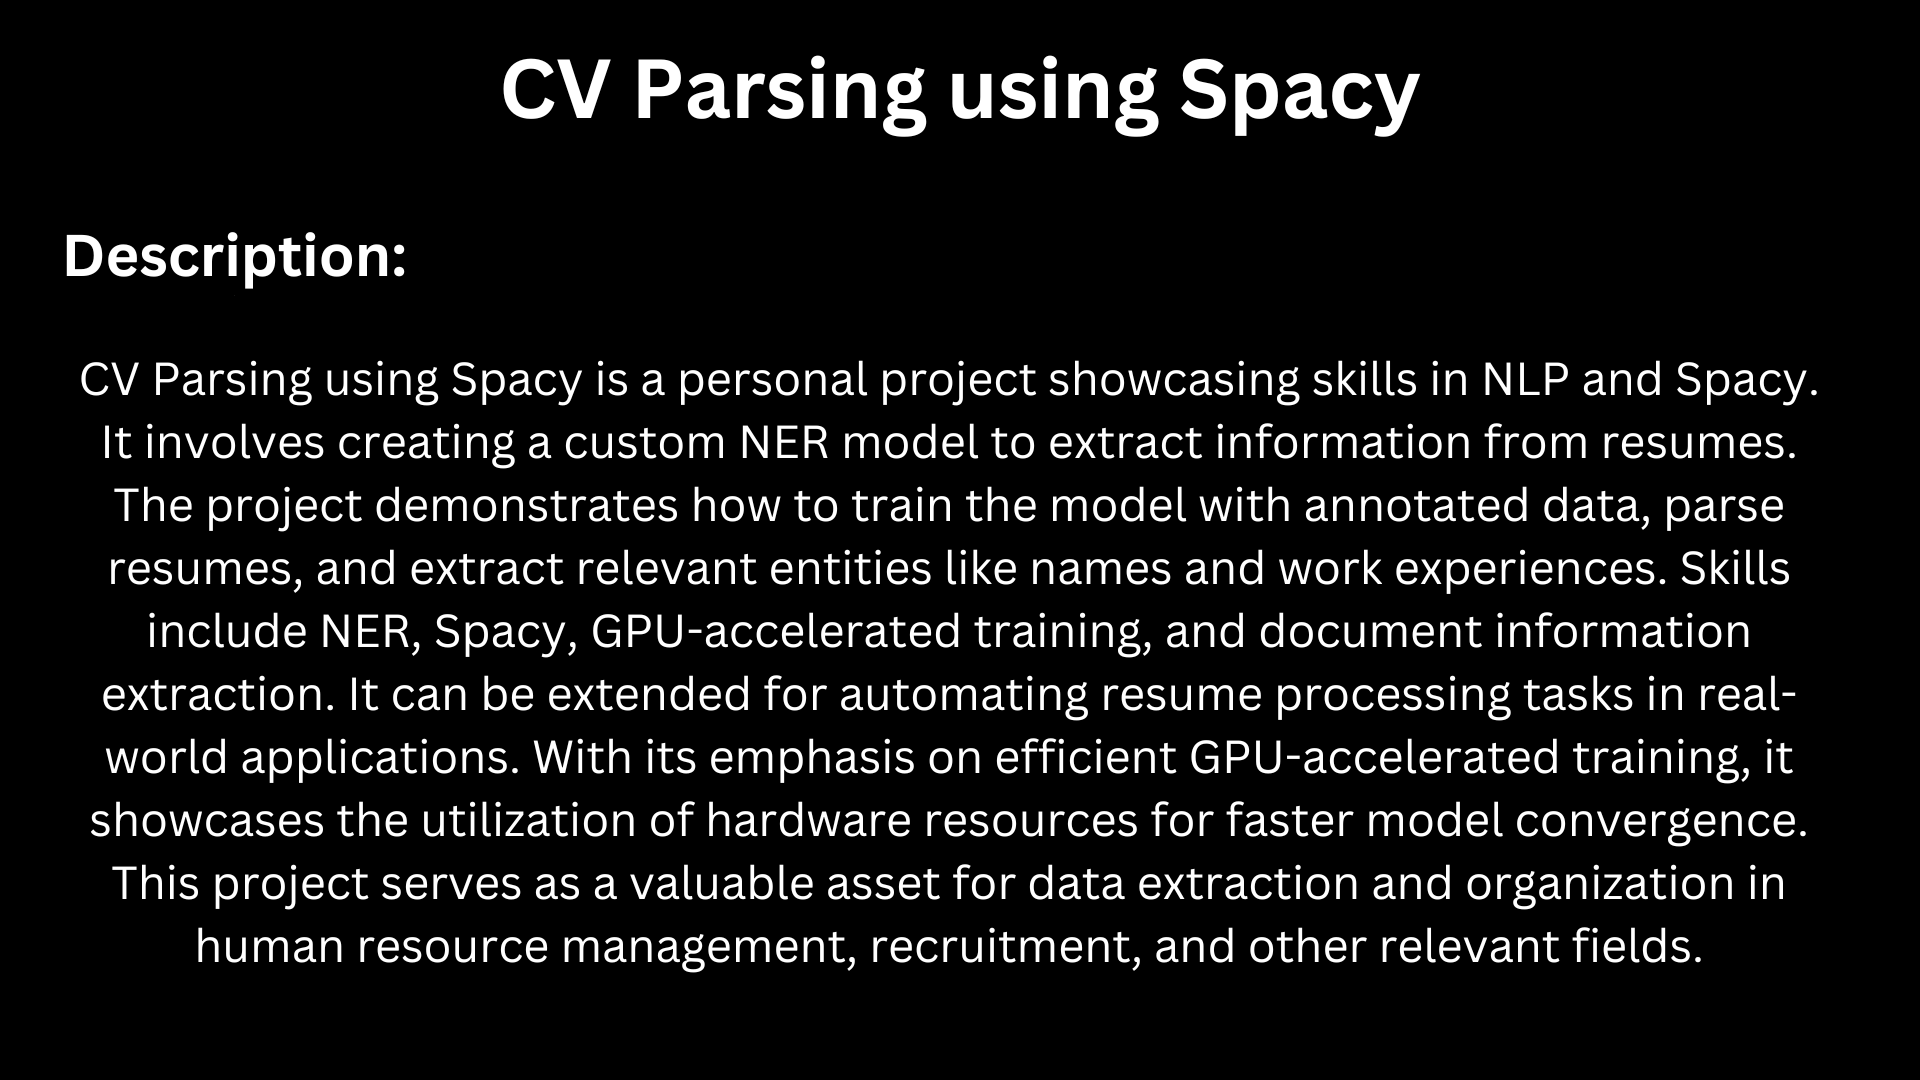 CV Parsing using Spacy
Description:
CV Parsing using Spacy is a personal project showcasing skills in NLP and Spacy.
It involves creating a custom NER model to extract information from resumes.
The project demonstrates how to train the model with annotated data, parse
resumes, and extract relevant entities like names and work experiences. Skills
include NER, Spacy, GPU-accelerated training, and document information
extraction. It can be extended for automating resume processing tasks in real-
world applications. With its emphasis on efficient GPU-accelerated training, it
showcases the utilization of hardware resources for faster model convergence.
This project serves as a valuable asset for data extraction and organization in
human resource management, recruitment, and other relevant fields.